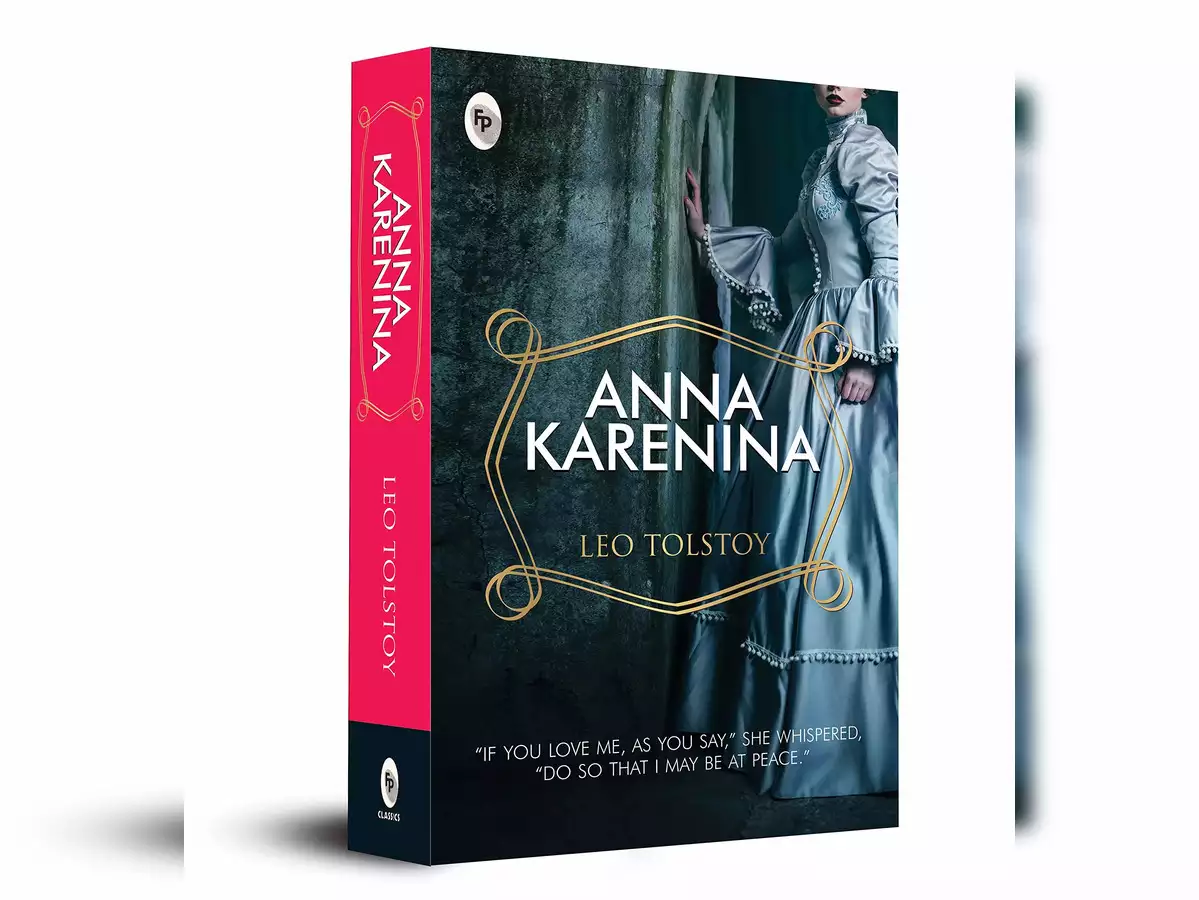 ANNA
KARENINA
LEO TOLSTOY
FP
CLASSICS
FP
ANNA
KARENINA
LEO TOLSTOY
“IF YOU LOVE ME, AS YOU SAY,” SHE WHISPERED,
“DO SO THAT I MAY BE AT PEACE.”